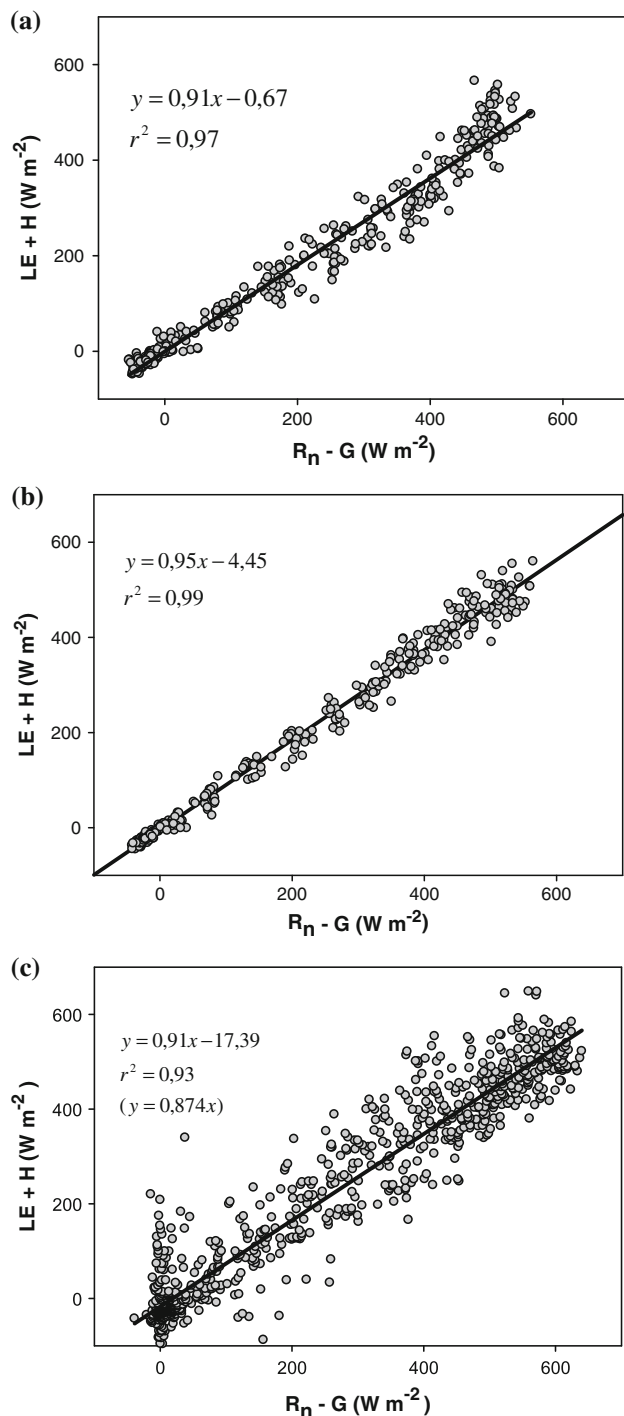 (a)
600
400
200
0
LE + H (W m⁻²)
y = 0,91x − 0,67
r² = 0,97
0 200 400 600
Rn - G (W m⁻²)
(b)
600
400
200
0
LE + H (W m⁻²)
y = 0,95x − 4,45
r² = 0,99
0 200 400 600
Rn - G (W m⁻²)
(c)
600
400
200
0
LE + H (W m⁻²)
y = 0,91x − 17,39
r² = 0,93
(y = 0,874x)
0 200 400 600
Rn - G (W m⁻²)